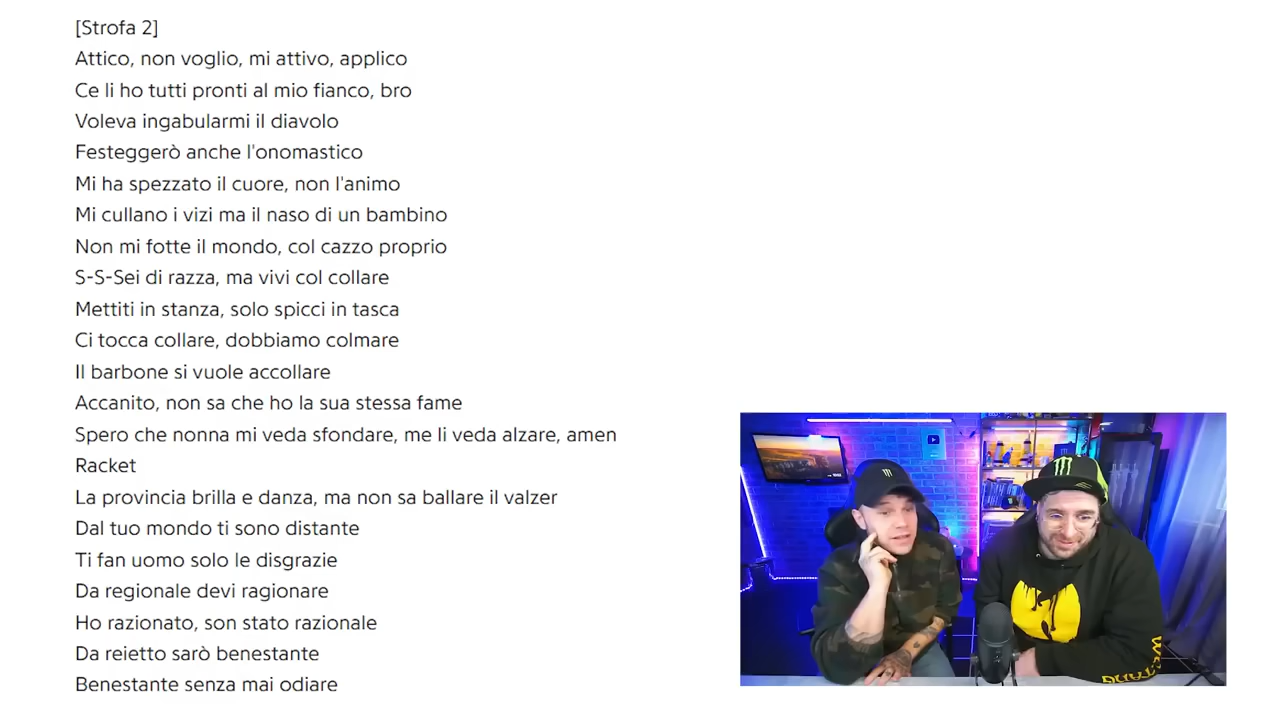 [Strofa 2]
Attico, non voglio, mi attivo, applico
Ce li ho tutti pronti al mio fianco, bro
Voleva ingabularmi il diavolo
Festeggerò anche l'onomastico
Mi ha spezzato il cuore, non l'animo
Mi cullano i vizi ma il naso di un bambino
Non mi fotte il mondo, col cazzo proprio
S-S-Sei di razza, ma vivi col collare
Mettiti in stanza, solo spicci in tasca
Ci tocca collare, dobbiamo colmare
Il barbone si vuole accollare
Accanito, non sa che ho la sua stessa fame
Spero che nonna mi veda sfondare, me li veda alzare, amen
Racket
La provincia brilla e danza, ma non sa ballare il valzer
Dal tuo mondo ti sono distante
Ti fan uomo solo le disgrazie
Da regionale devi ragionare
Ho razionato, son stato razionale
Da reietto sarò benestante
Benestante senza mai odiare